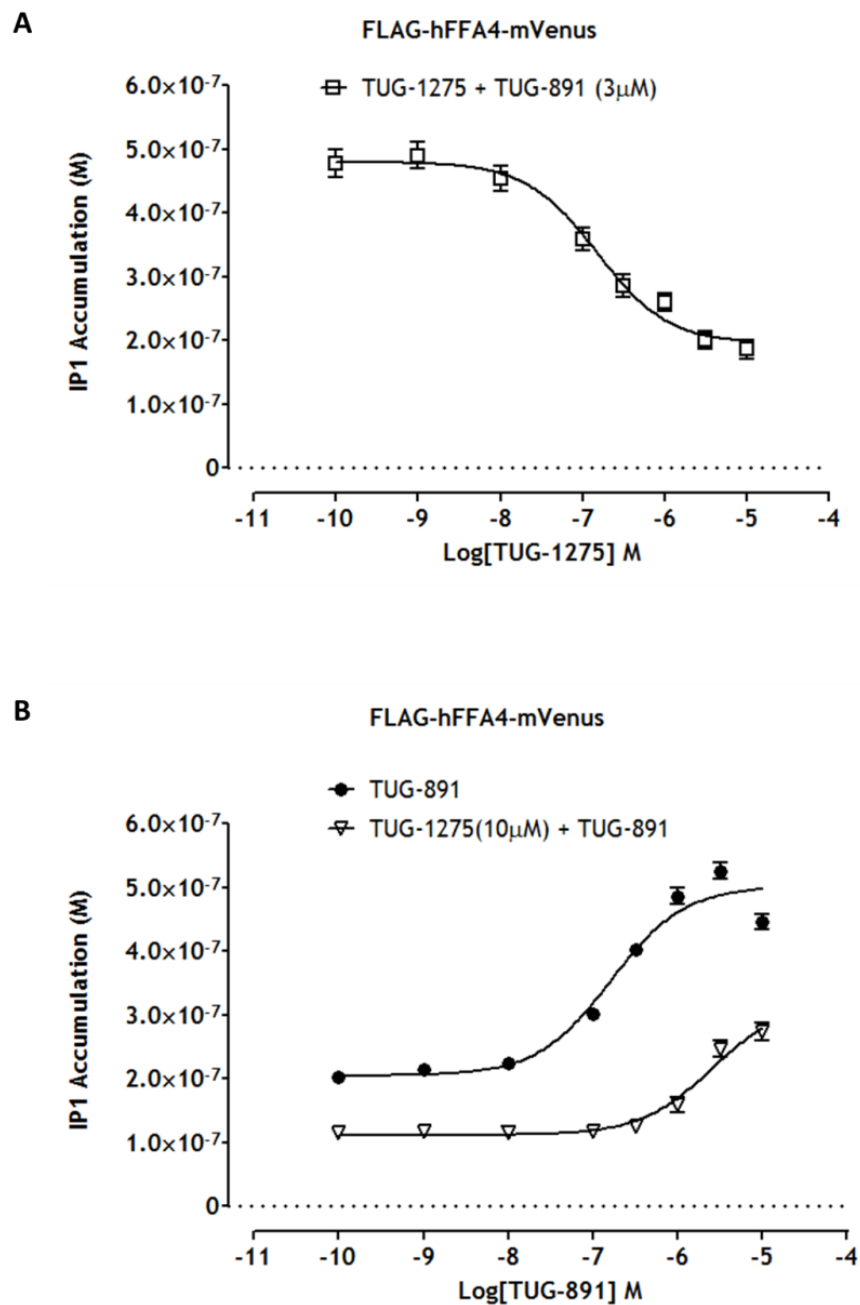 A
FLAG-hFFA4-mVenus
TUG-1275 + TUG-891 (3μM)
IP1 Accumulation (M)
6.0×10⁻⁷
5.0×10⁻⁷
4.0×10⁻⁷
3.0×10⁻⁷
2.0×10⁻⁷
1.0×10⁻⁷
0
-11 -10 -9 -8 -7 -6 -5 -4
Log[TUG-1275] M
B
FLAG-hFFA4-mVenus
TUG-891
TUG-1275(10μM) + TUG-891
IP1 Accumulation (M)
6.0×10⁻⁷
5.0×10⁻⁷
4.0×10⁻⁷
3.0×10⁻⁷
2.0×10⁻⁷
1.0×10⁻⁷
0
-11 -10 -9 -8 -7 -6 -5 -4
Log[TUG-891] M